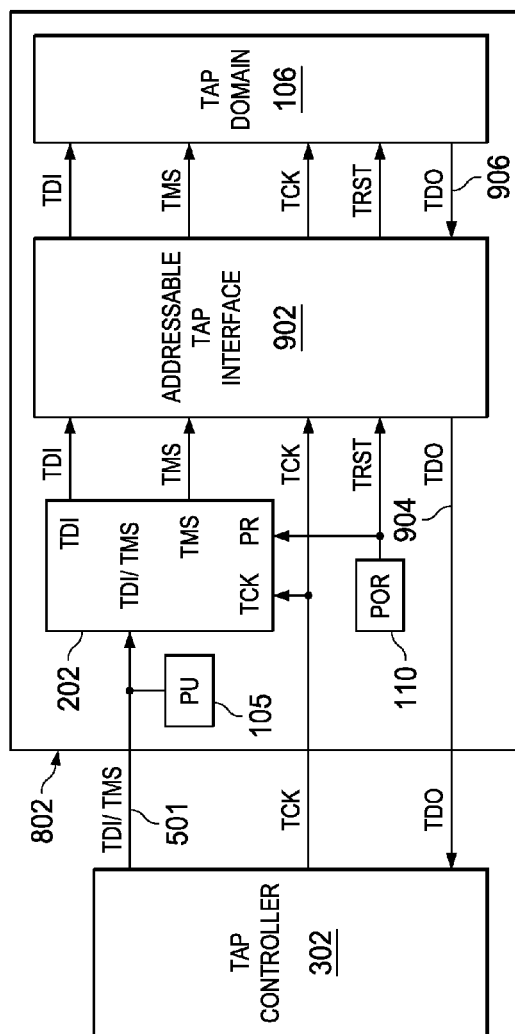 802
TAP
CONTROLLER
302
TDI/ TMS
501
TCK
TDO
202
PU
105
TDI
TDI/ TMS
TMS
TCK
PR
POR
110
TDI
TMS
TCK
TRST
TDO
904
ADDRESSABLE
TAP
INTERFACE
902
TDI
TMS
TCK
TRST
TDO
906
TAP
DOMAIN
106